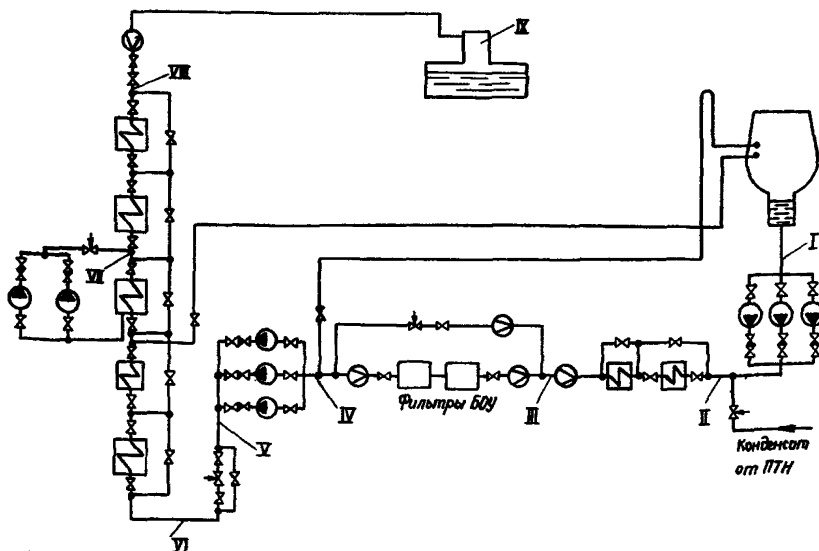 IX
VIII
I
VII
Фильтры БОУ
IV
III
II
V
Конденсат
от ПТН
VI